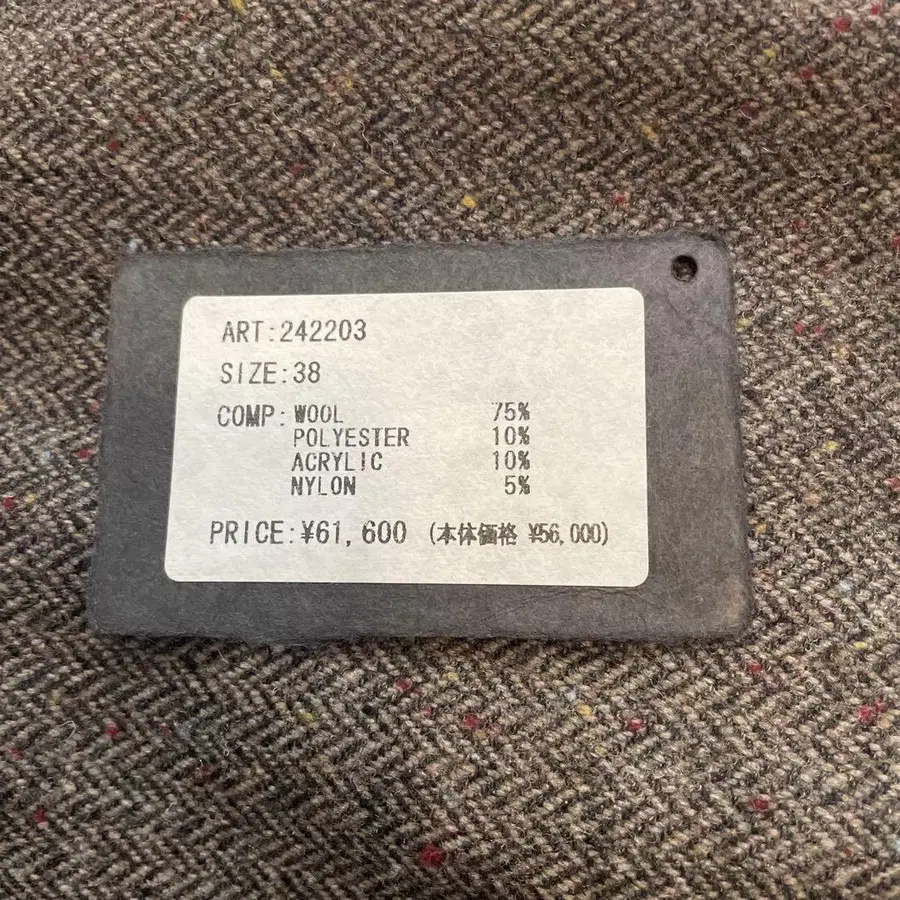 ART:242203
SIZE:38
COMP: WOOL 75%
POLYESTER 10%
ACRYLIC 10%
NYLON 5%
PRICE:¥61,600 (本体価格 ¥56,000)